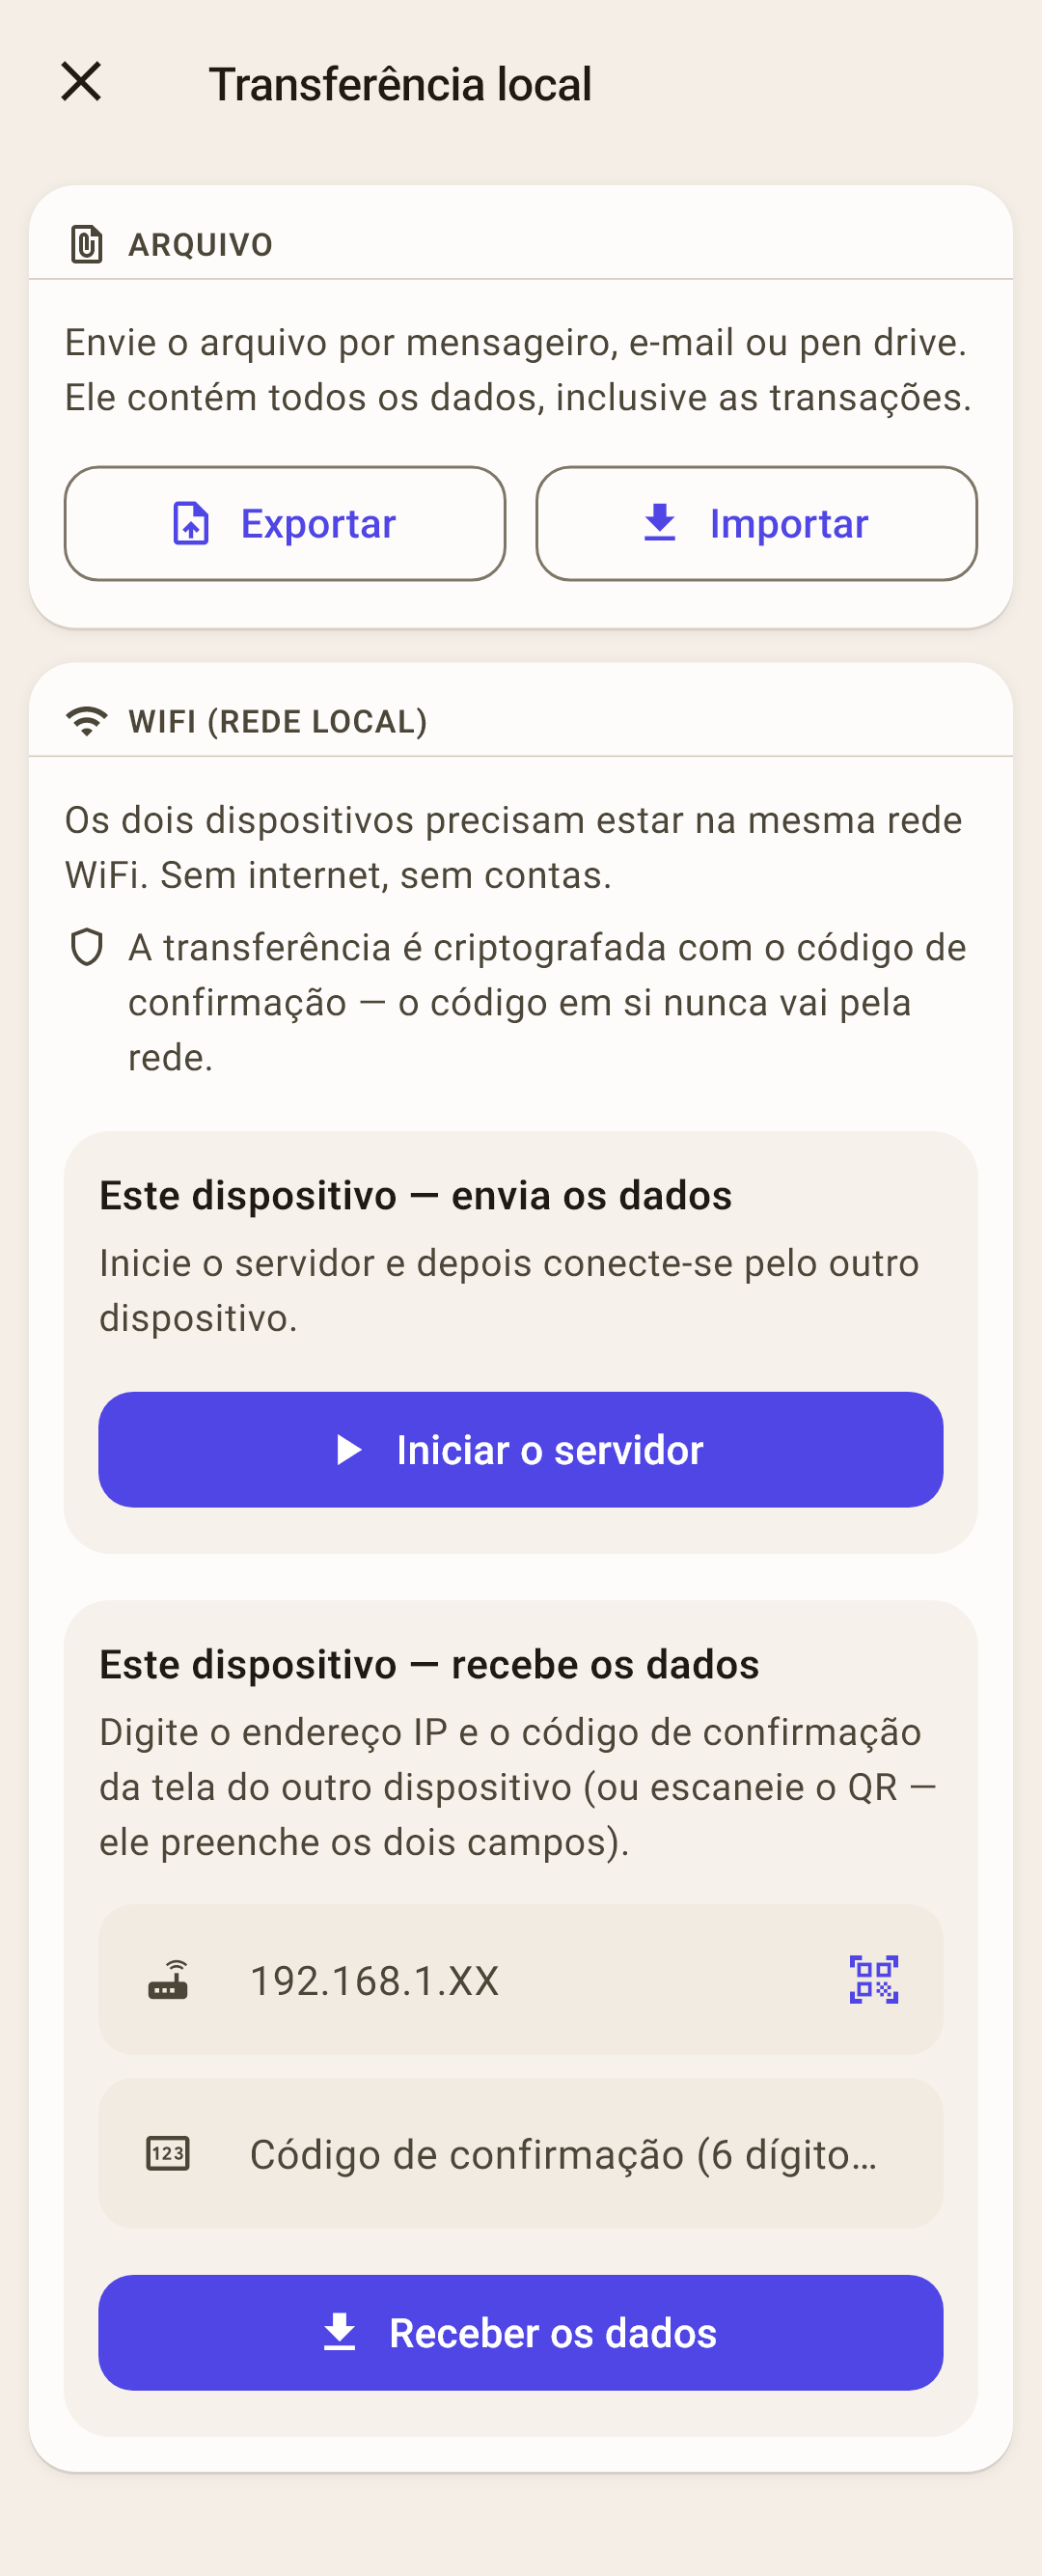 Transferência local
ARQUIVO
Envie o arquivo por mensageiro, e-mail ou pen drive.
Ele contém todos os dados, inclusive as transações.
Exportar
Importar
WIFI (REDE LOCAL)
Os dois dispositivos precisam estar na mesma rede
WiFi. Sem internet, sem contas.
A transferência é criptografada com o código de
confirmação — o código em si nunca vai pela
rede.
Este dispositivo — envia os dados
Inicie o servidor e depois conecte-se pelo outro
dispositivo.
Iniciar o servidor
Este dispositivo — recebe os dados
Digite o endereço IP e o código de confirmação
da tela do outro dispositivo (ou escaneie o QR —
ele preenche os dois campos).
192.168.1.XX
123
Código de confirmação (6 dígito…
Receber os dados